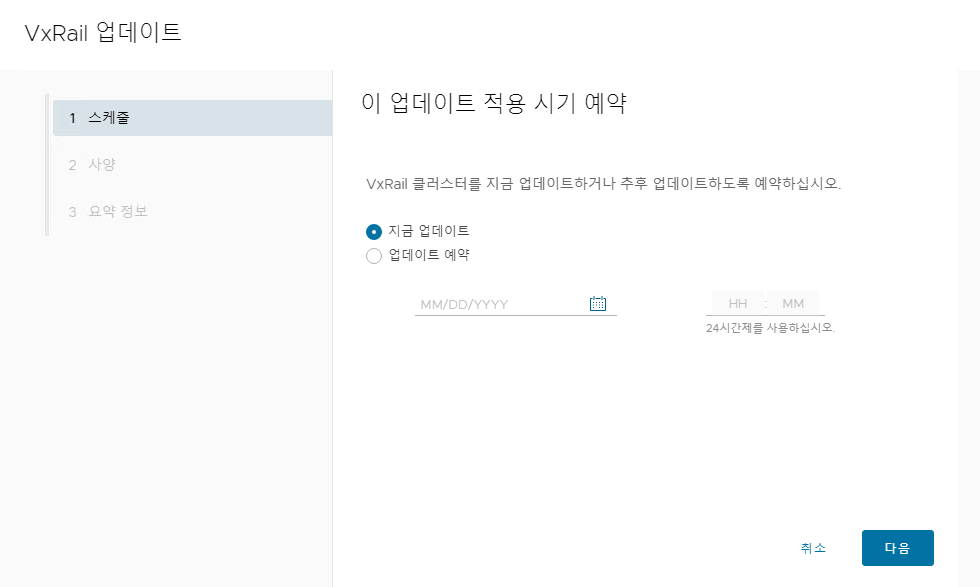 VxRail 업데이트
1 스케줄
2 사양
3 요약 정보
이 업데이트 적용 시기 예약
VxRail 클러스터를 지금 업데이트하거나 추후 업데이트하도록 예약하십시오.
지금 업데이트
업데이트 예약
MM/DD/YYYY
HH : MM
24시간제를 사용하십시오.
취소
다음